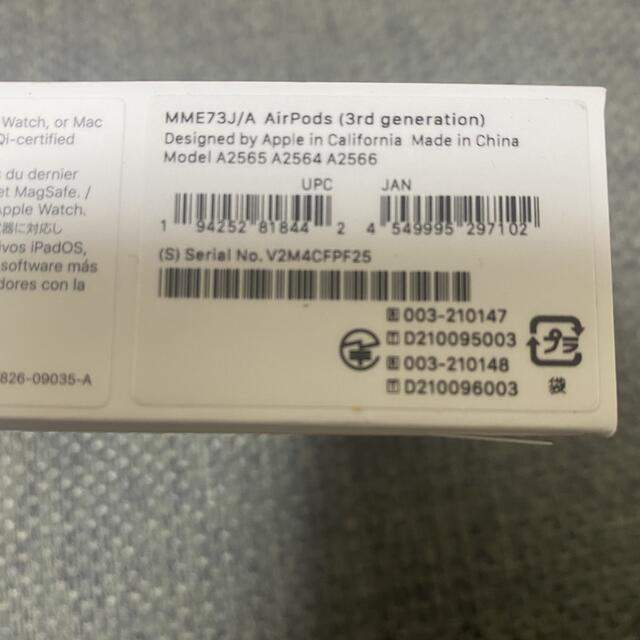 Watch, or Mac
Qi-certified
s du dernier
et MagSafe. /
Apple Watch.
器に対応し
ivos iPadOS,
software más
dores con la
826-09035-A
MME73J/A AirPods (3rd generation)
Designed by Apple in California Made in China
Model A2565 A2564 A2566
UPC JAN
1 94252 81844 2 4 549995 297102
(S) Serial No. V2M4CFPF25
R 003-210147
T D210095003
R 003-210148
T D210096003
プラ
袋